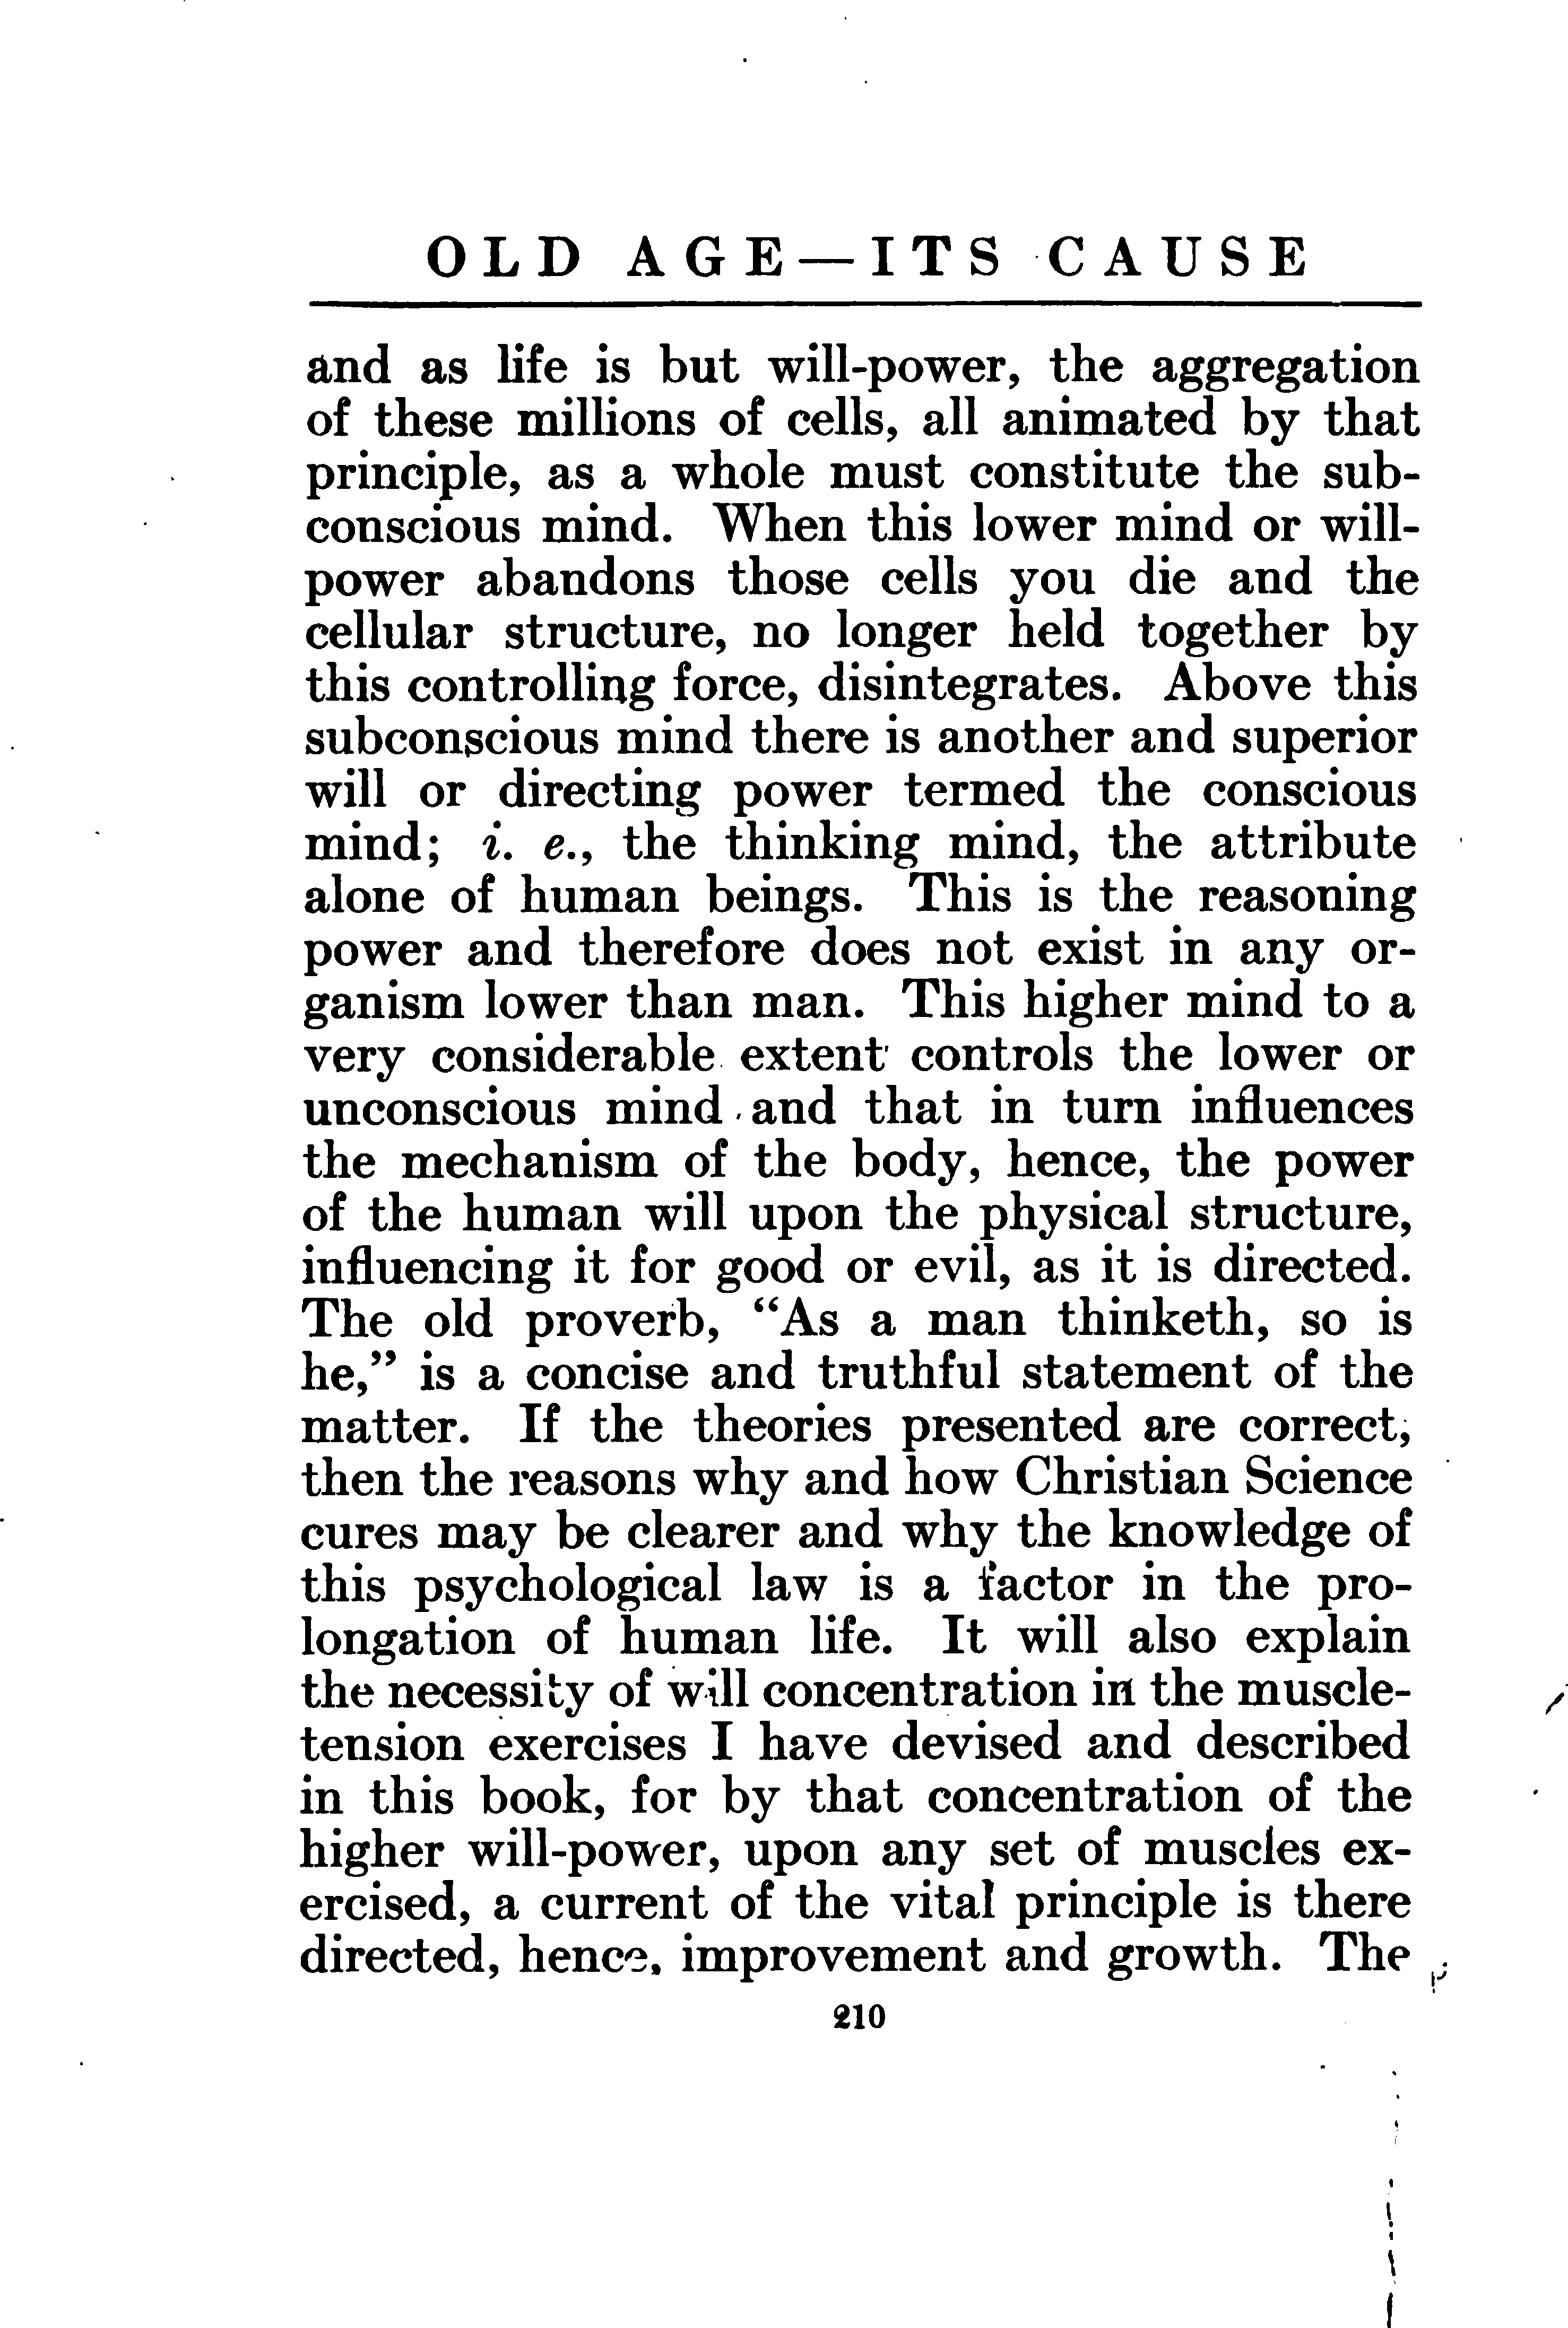 OLD AGE—ITS CAUSE
and as life is but will-power, the aggregation
of these millions of cells, all animated by that
principle, as a whole must constitute the sub-
conscious mind. When this lower mind or will-
power abandons those cells you die and the
cellular structure, no longer held together by
this controlling force, disintegrates. Above this
subconscious mind there is another and superior
will or directing power termed the conscious
mind; i. e., the thinking mind, the attribute
alone of human beings. This is the reasoning
power and therefore does not exist in any or-
ganism lower than man. This higher mind to a
very considerable extent controls the lower or
unconscious mind and that in turn influences
the mechanism of the body, hence, the power
of the human will upon the physical structure,
influencing it for good or evil, as it is directed.
The old proverb, “As a man thinketh, so is
he,” is a concise and truthful statement of the
matter. If the theories presented are correct,
then the reasons why and how Christian Science
cures may be clearer and why the knowledge of
this psychological law is a factor in the pro-
longation of human life. It will also explain
the necessity of will concentration in the muscle-
tension exercises I have devised and described
in this book, for by that concentration of the
higher will-power, upon any set of muscles ex-
ercised, a current of the vital principle is there
directed, hence, improvement and growth. The
210